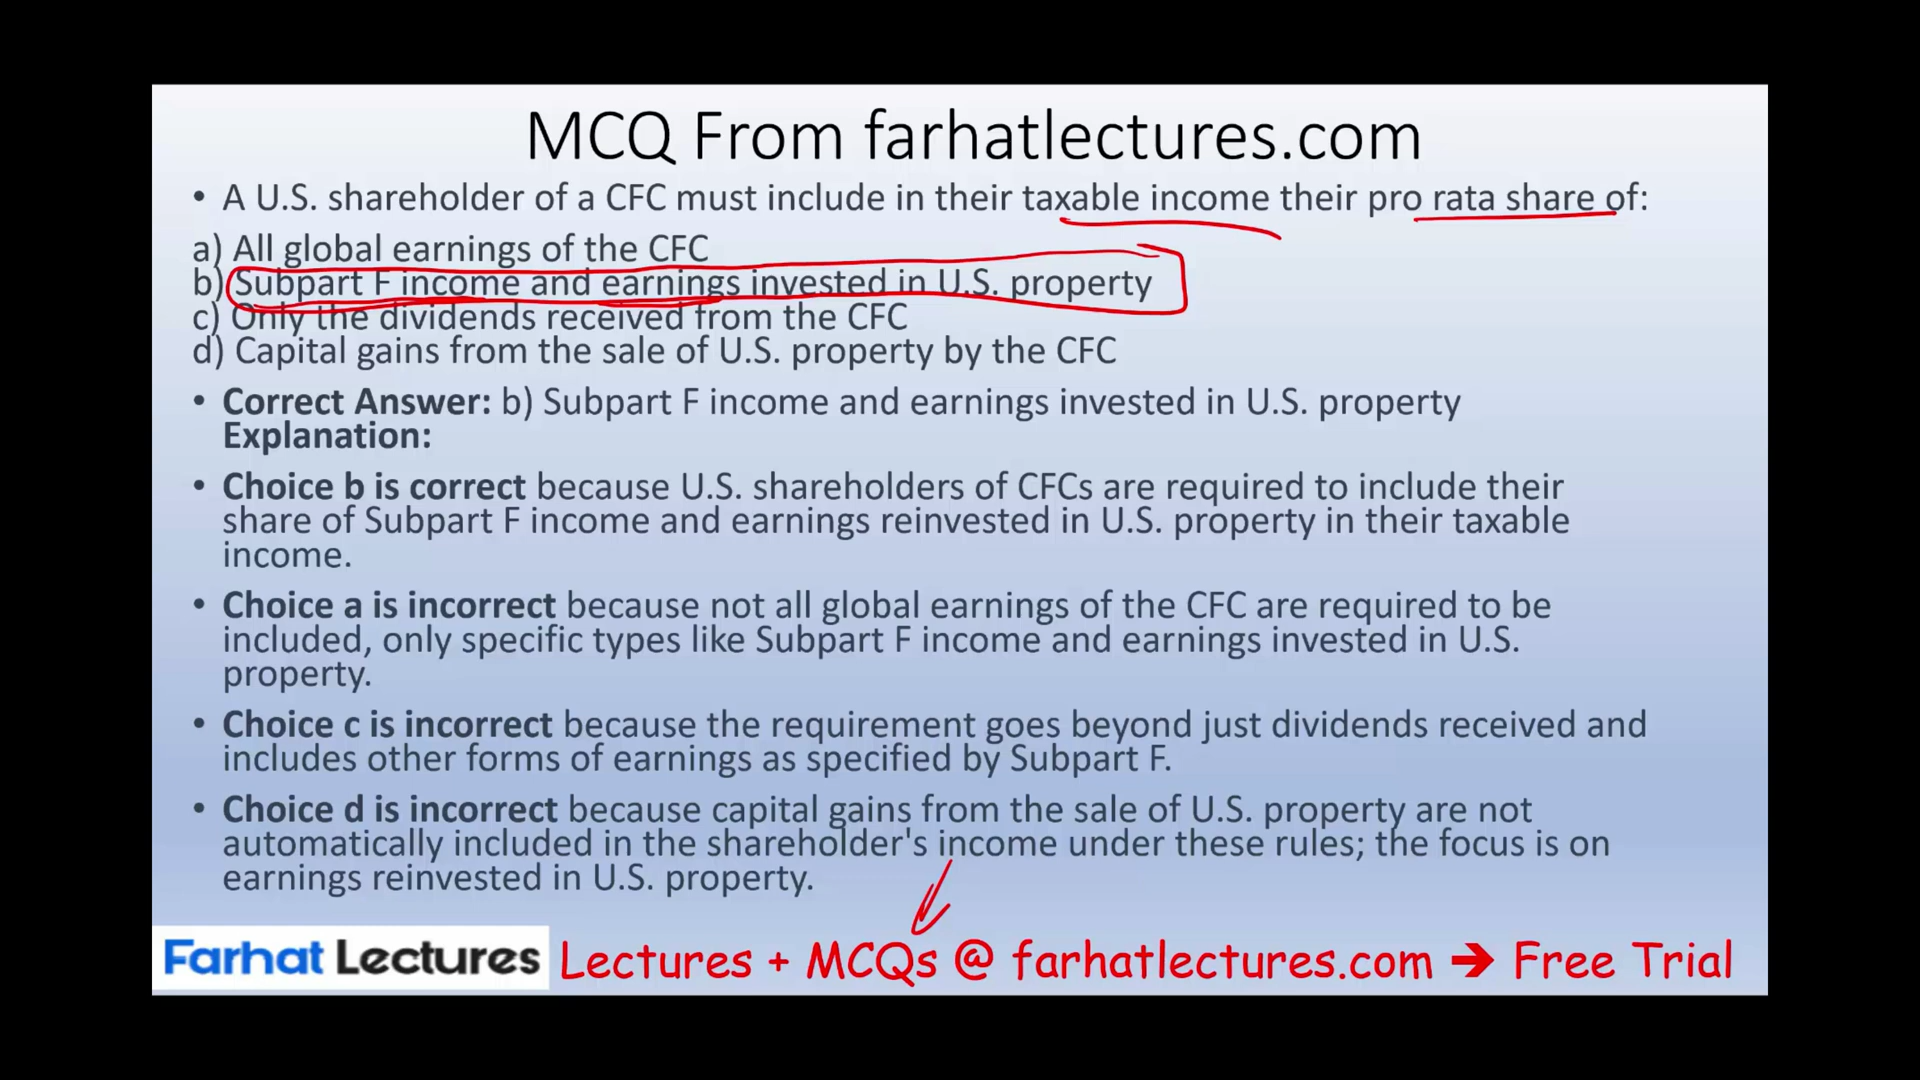 MCQ From farhatlectures.com
• A U.S. shareholder of a CFC must include in their taxable income their pro rata share of:
a) All global earnings of the CFC
b) Subpart F income and earnings invested in U.S. property
c) Only the dividends received from the CFC
d) Capital gains from the sale of U.S. property by the CFC
• Correct Answer: b) Subpart F income and earnings invested in U.S. property
Explanation:
• Choice b is correct because U.S. shareholders of CFCs are required to include their
share of Subpart F income and earnings reinvested in U.S. property in their taxable
income.
• Choice a is incorrect because not all global earnings of the CFC are required to be
included, only specific types like Subpart F income and earnings invested in U.S.
property.
• Choice c is incorrect because the requirement goes beyond just dividends received and
includes other forms of earnings as specified by Subpart F.
• Choice d is incorrect because capital gains from the sale of U.S. property are not
automatically included in the shareholder's income under these rules; the focus is on
earnings reinvested in U.S. property.
Farhat Lectures Lectures + MCQs @ farhatlectures.com ➔ Free Trial